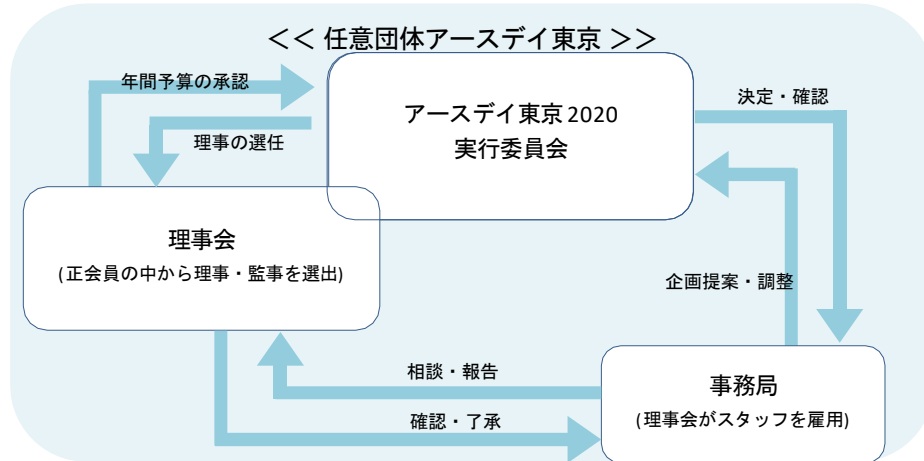 << 任意団体アースデイ東京 >>
年間予算の承認
アースデイ東京2020
実行委員会
決定・確認
理事の選任
理事会
(正会員の中から理事・監事を選出)
企画提案・調整
相談・報告
事務局
(理事会がスタッフを雇用)
確認・了承